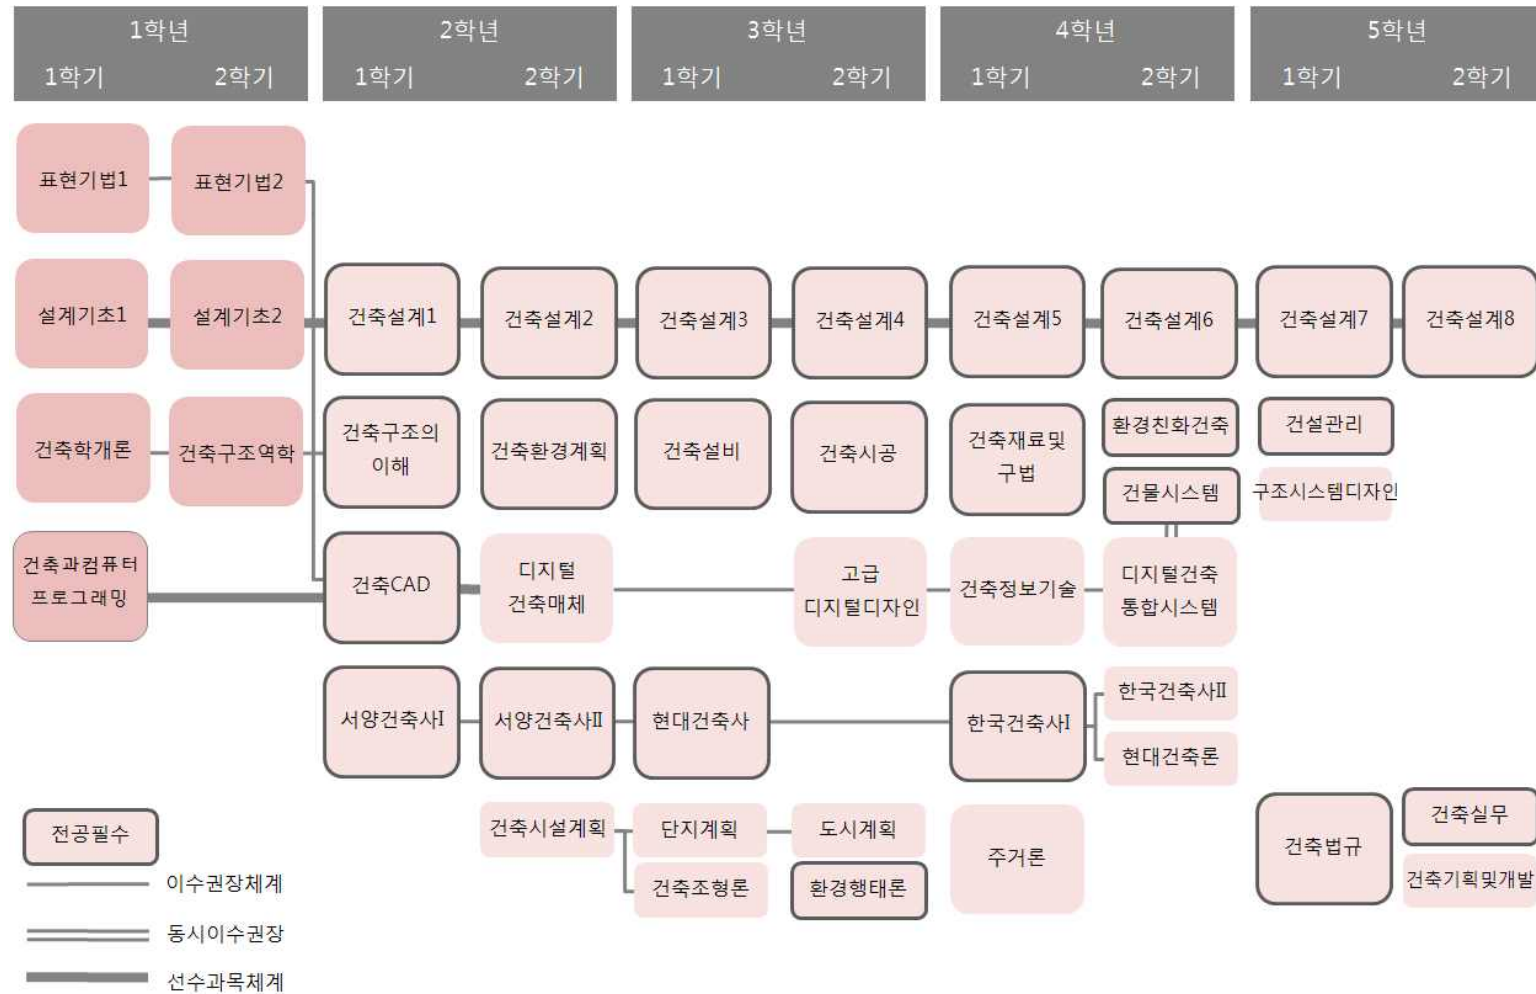 1학년 2학년 3학년 4학년 5학년
1학기 2학기 1학기 2학기 1학기 2학기 1학기 2학기 1학기 2학기
표현기법1 표현기법2
설계기초1 설계기초2 건축설계1 건축설계2 건축설계3 건축설계4 건축설계5 건축설계6 건축설계7 건축설계8
건축학개론 건축구조역학
건축구조의
이해
건축환경계획 건축설비 건축시공
건축재료및
구법
환경친화건축 건설관리
건물시스템 구조시스템디자인
건축과컴퓨터
프로그래밍
건축CAD
디지털
건축매체
고급
디지털디자인
건축정보기술
디지털건축
통합시스템
서양건축사I 서양건축사II 현대건축사 한국건축사I
한국건축사II
현대건축론
건축시설계획 단지계획 도시계획
건축조형론 환경행태론
주거론
건축법규
건축실무
건축기획및개발
전공필수
이수권장체계
동시이수권장
선수과목체계